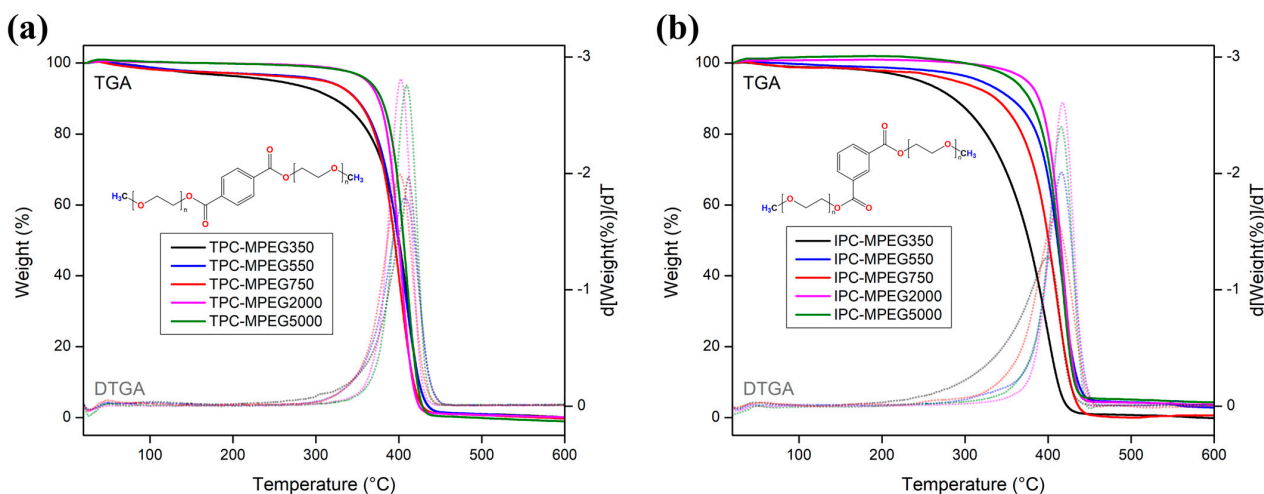 (a)
TGA
DTGA
Weight (%)
100
80
60
40
20
0
-3
-2
-1
0
d[Weight(%)]/dT
O
O
O
O
CH3
n
H3C
O
n
O
O
TPC-MPEG350
TPC-MPEG550
TPC-MPEG750
TPC-MPEG2000
TPC-MPEG5000
100 200 300 400 500 600
Temperature (°C)
(b)
TGA
DTGA
Weight (%)
100
80
60
40
20
0
-3
-2
-1
0
d[Weight(%)]/dT
O
O
O
n
CH3
H3C
O
n
O
O
IPC-MPEG350
IPC-MPEG550
IPC-MPEG750
IPC-MPEG2000
IPC-MPEG5000
100 200 300 400 500 600
Temperature (°C)